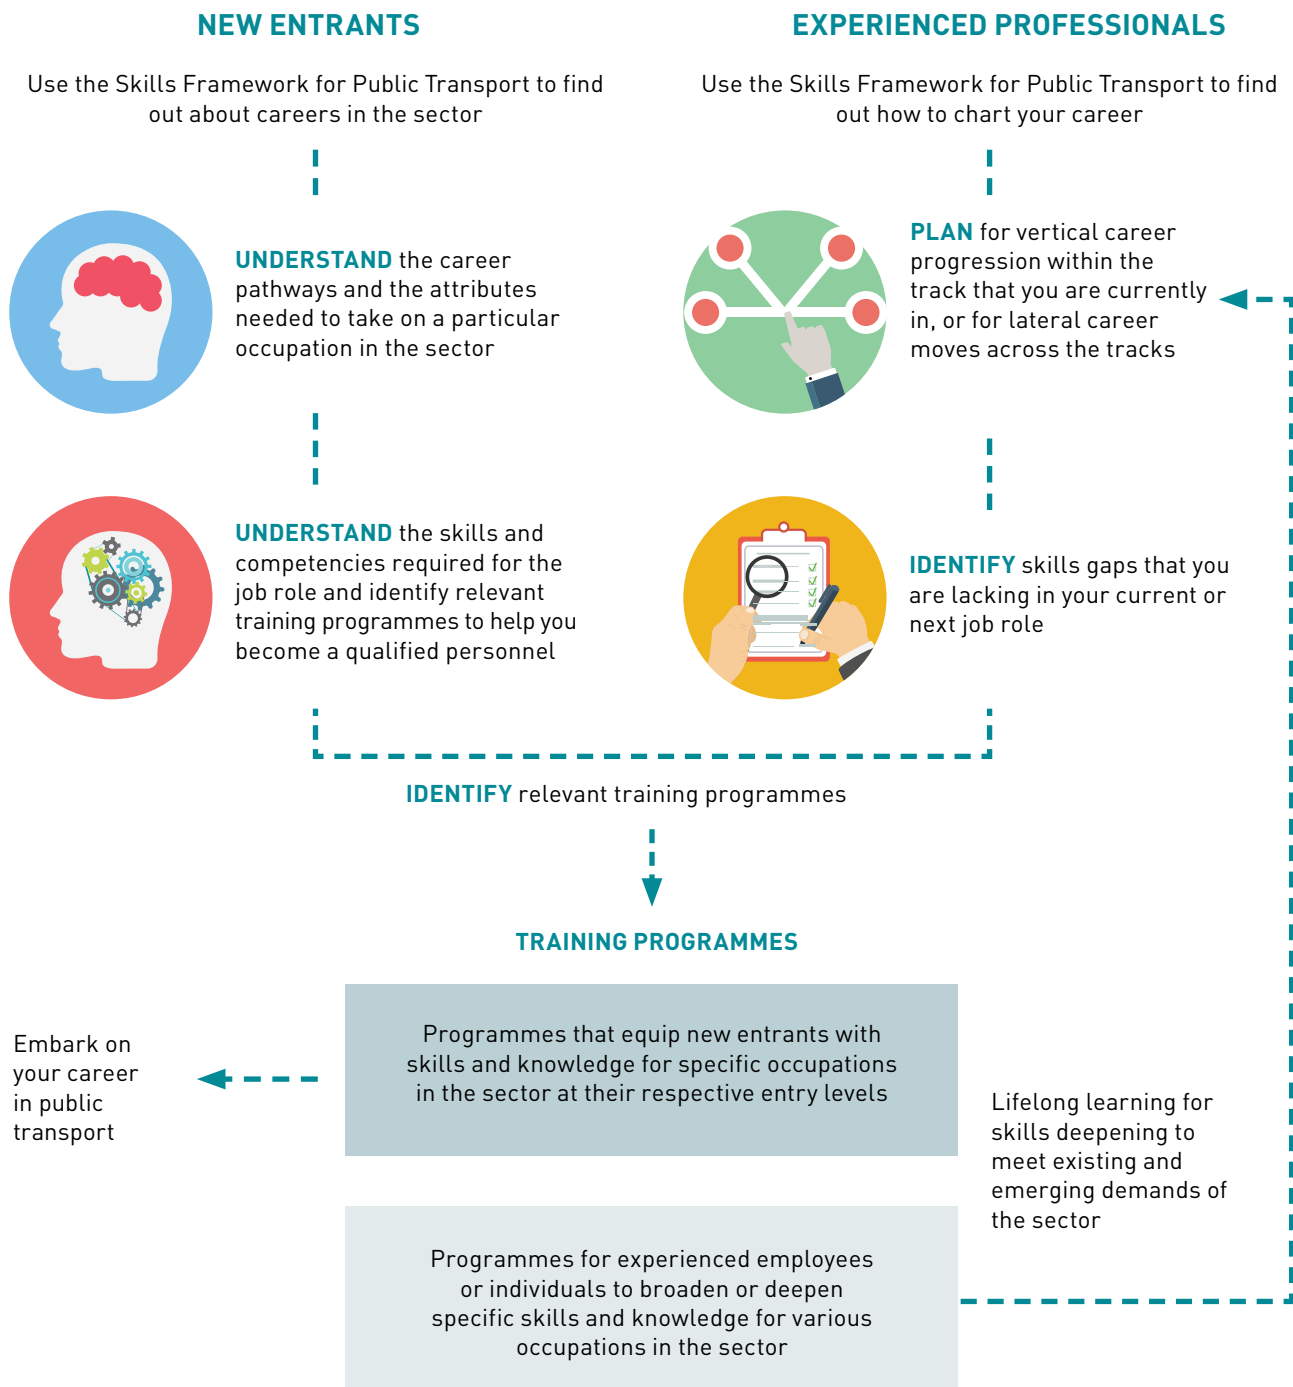 NEW ENTRANTS
Use the Skills Framework for Public Transport to find
out about careers in the sector
UNDERSTAND the career
pathways and the attributes
needed to take on a particular
occupation in the sector
UNDERSTAND the skills and
competencies required for the
job role and identify relevant
training programmes to help you
become a qualified personnel
EXPERIENCED PROFESSIONALS
Use the Skills Framework for Public Transport to find
out how to chart your career
PLAN for vertical career
progression within the
track that you are currently
in, or for lateral career
moves across the tracks
IDENTIFY skills gaps that you
are lacking in your current or
next job role
IDENTIFY relevant training programmes
TRAINING PROGRAMMES
Programmes that equip new entrants with
skills and knowledge for specific occupations
in the sector at their respective entry levels
Embark on
your career
in public
transport
Programmes for experienced employees
or individuals to broaden or deepen
specific skills and knowledge for various
occupations in the sector
Lifelong learning for
skills deepening to
meet existing and
emerging demands of
the sector